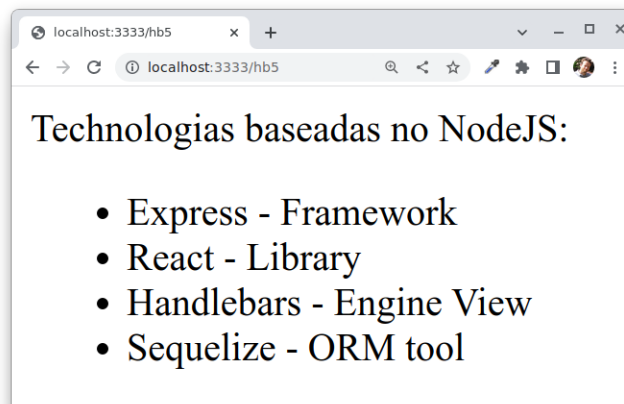 localhost:3333/hb5
localhost:3333/hb5
Technologias baseadas no NodeJS:
• Express - Framework
• React - Library
• Handlebars - Engine View
• Sequelize - ORM tool